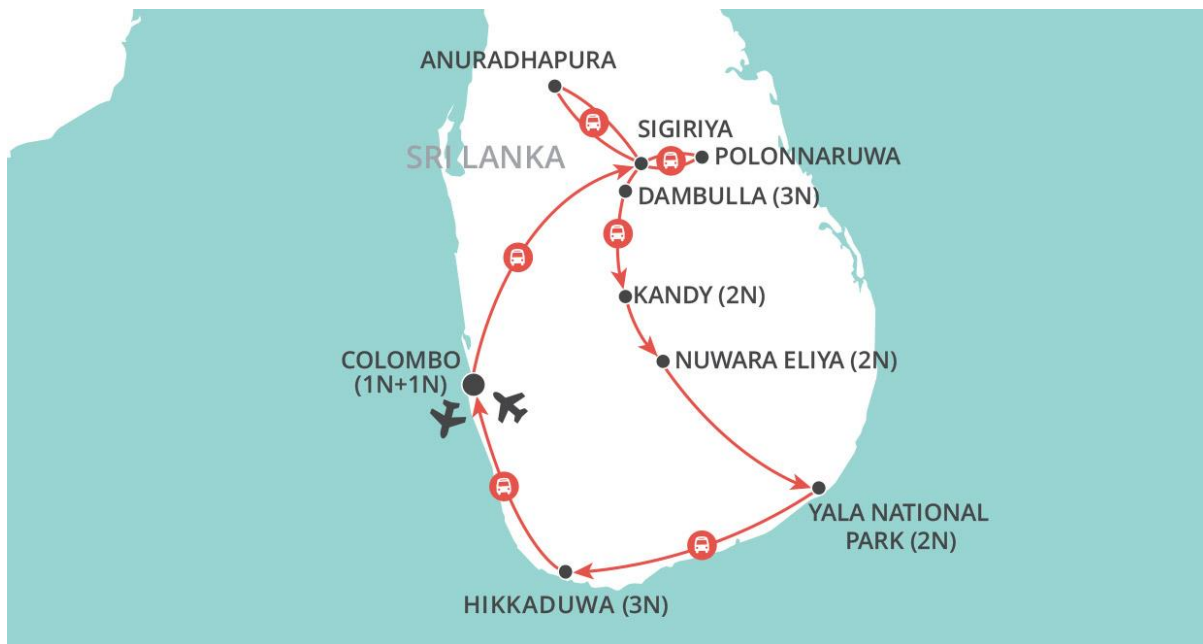 ANURADHAPURA
SIGIRIYA
SRI LANKA
POLONNARUWA
DAMBULLA (3N)
KANDY (2N)
COLOMBO
(1N+1N)
NUWARA ELIYA (2N)
YALA NATIONAL
PARK (2N)
HIKKADUWA (3N)